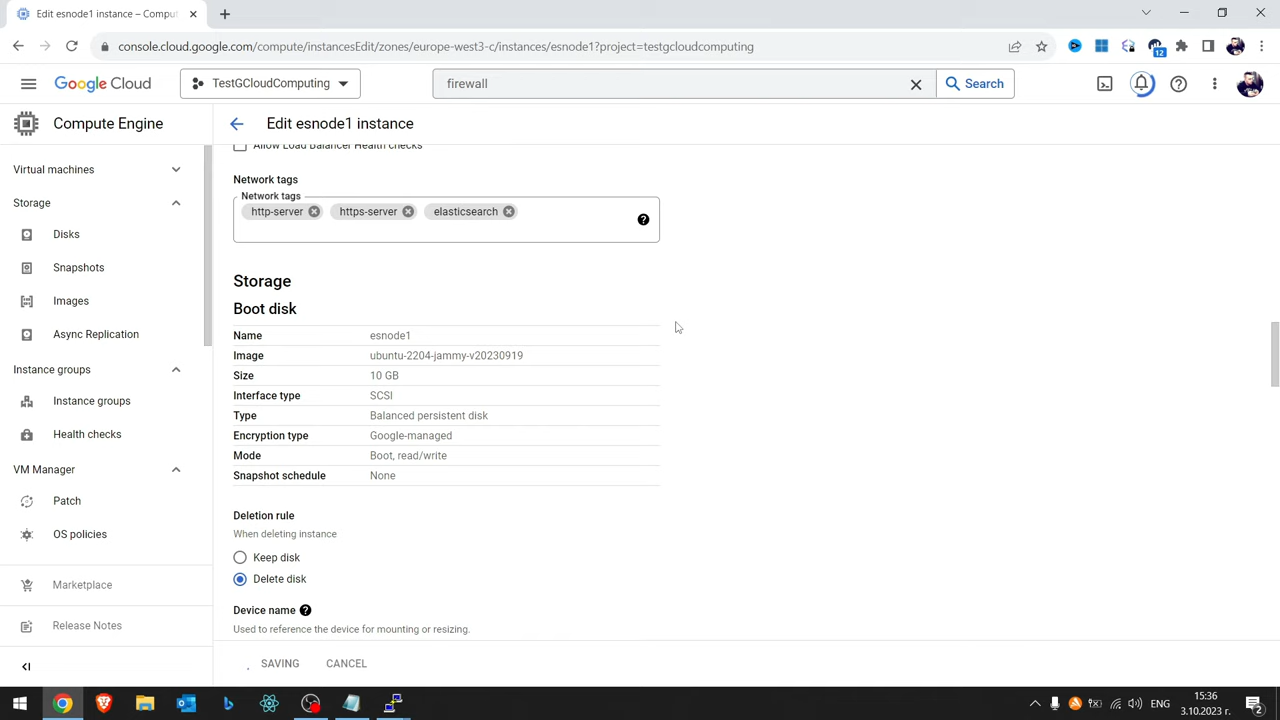 Edit esnode1 instance – Comput
console.cloud.google.com/compute/instancesEdit/zones/europe-west3-c/instances/esnode1?project=testgcloudcomputing
12
Google Cloud
TestGCloudComputing
firewall
Search
Compute Engine
Edit esnode1 instance
Virtual machines
Storage
Disks
Snapshots
Images
Async Replication
Instance groups
Instance groups
Health checks
VM Manager
Patch
OS policies
Marketplace
Release Notes
Allow Load Balancer Health checks
Network tags
Network tags
http-server
https-server
elasticsearch
Storage
Boot disk
Name esnode1
Image ubuntu-2204-jammy-v20230919
Size 10 GB
Interface type SCSI
Type Balanced persistent disk
Encryption type Google-managed
Mode Boot, read/write
Snapshot schedule None
Deletion rule
When deleting instance
Keep disk
Delete disk
Device name
Used to reference the device for mounting or resizing.
SAVING CANCEL
ENG
15:36
3.10.2023 г.
2